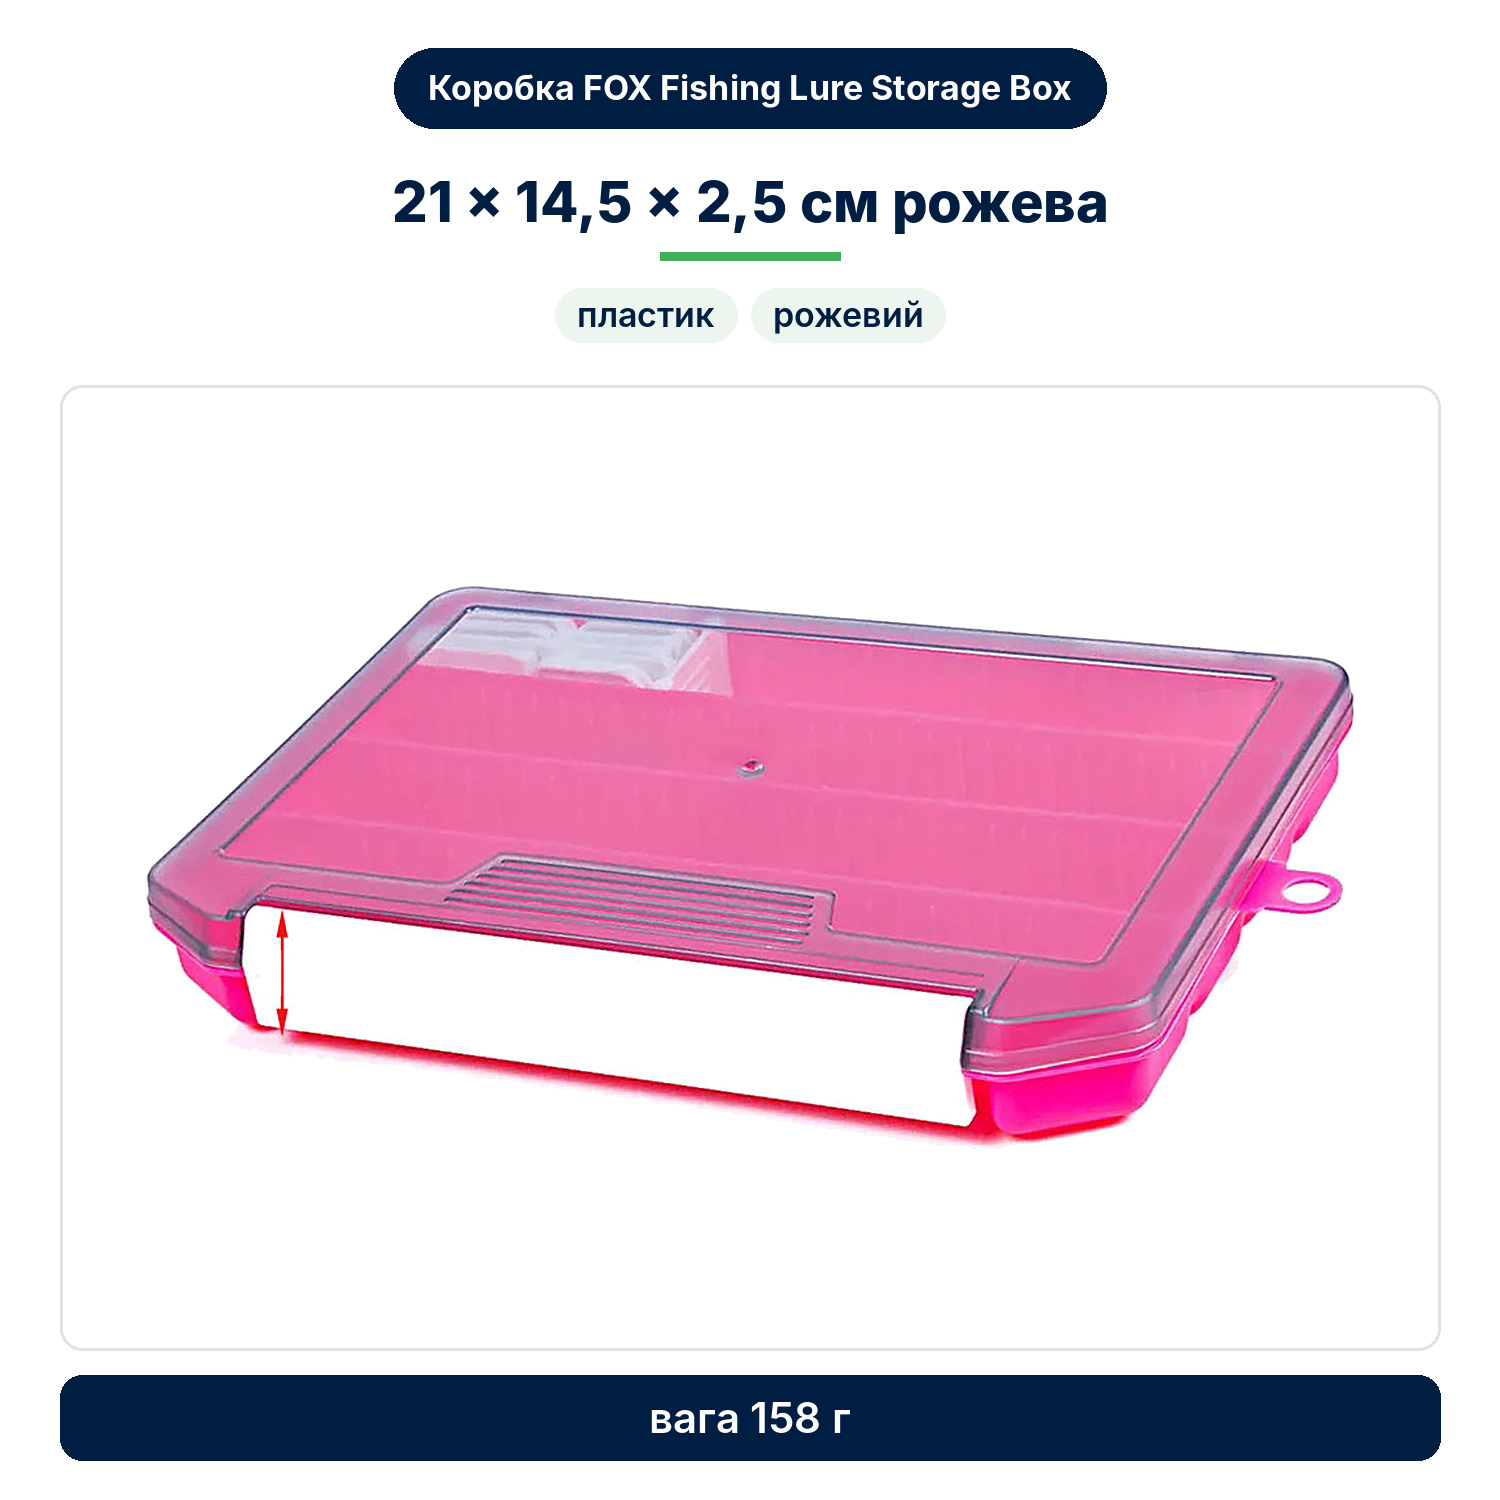 Коробка FOX Fishing Lure Storage Box
21 × 14,5 × 2,5 см рожева
пластик рожевий
вага 158 г